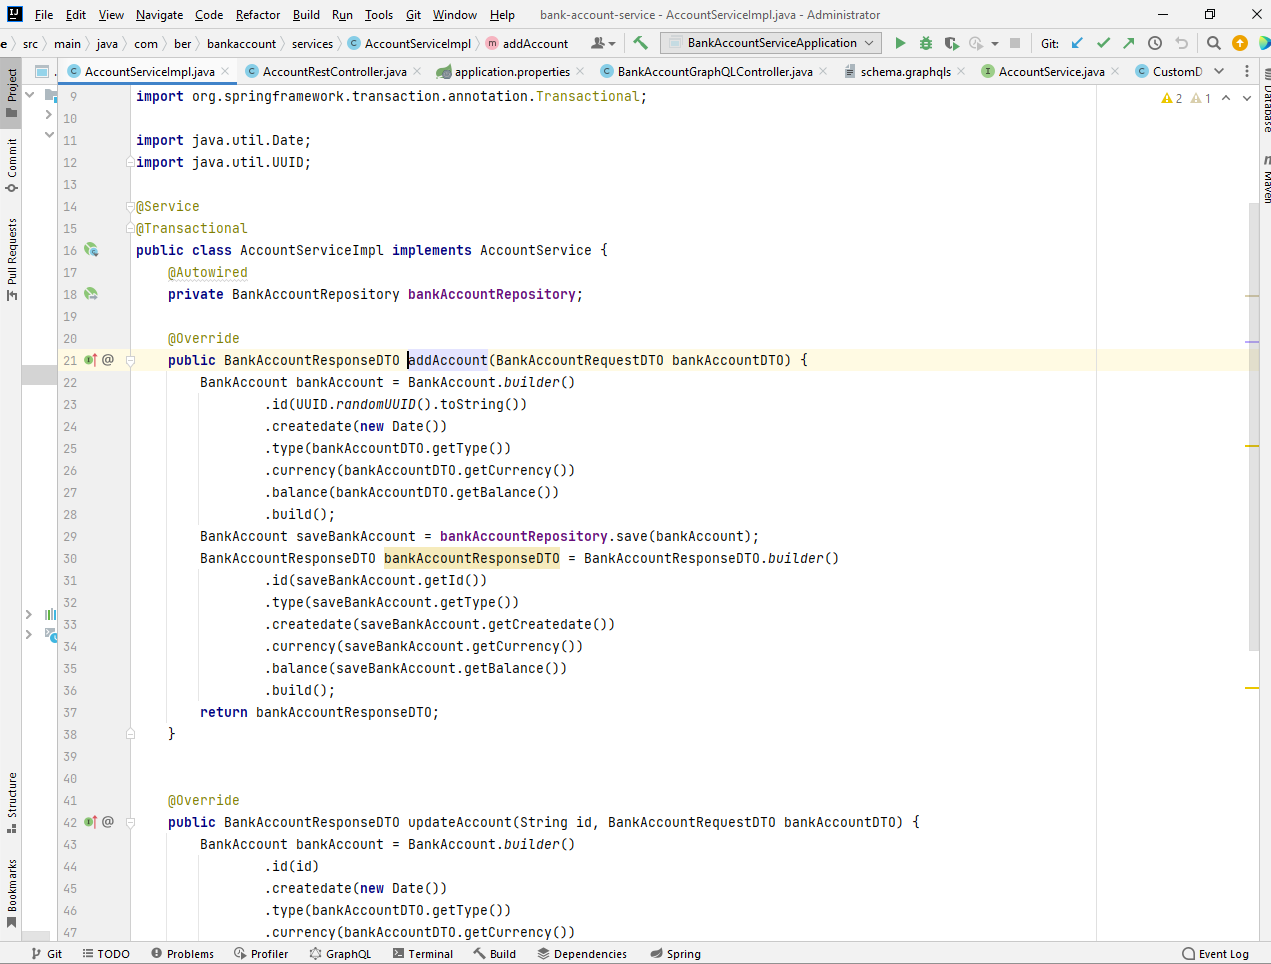 File Edit View Navigate Code Refactor Build Run Tools Git Window Help bank-account-service - AccountServiceImpl.java - Administrator
e src main java com ber bankaccount services AccountServiceImpl addAccount BankAccountServiceApplication Git:
AccountServiceImpl.java AccountRestController.java application.properties BankAccountGraphQLController.java schema.graphqls AccountService.java CustomD
Project
Commit
Pull Requests
Structure
Bookmarks
9 import org.springframework.transaction.annotation.Transactional;
2 1
10
11 import java.util.Date;
12 import java.util.UUID;
13
14 @Service
15 @Transactional
16 public class AccountServiceImpl implements AccountService {
17 @Autowired
18 private BankAccountRepository bankAccountRepository;
19
20 @Override
21 @ public BankAccountResponseDTO addAccount(BankAccountRequestDTO bankAccountDTO) {
22 BankAccount bankAccount = BankAccount.builder()
23 .id(UUID.randomUUID().toString())
24 .createdate(new Date())
25 .type(bankAccountDTO.getType())
26 .currency(bankAccountDTO.getCurrency())
27 .balance(bankAccountDTO.getBalance())
28 .build();
29 BankAccount saveBankAccount = bankAccountRepository.save(bankAccount);
30 BankAccountResponseDTO bankAccountResponseDTO = BankAccountResponseDTO.builder()
31 .id(saveBankAccount.getId())
32 .type(saveBankAccount.getType())
33 .createdate(saveBankAccount.getCreatedate())
34 .currency(saveBankAccount.getCurrency())
35 .balance(saveBankAccount.getBalance())
36 .build();
37 return bankAccountResponseDTO;
38 }
39
40
41 @Override
42 @ public BankAccountResponseDTO updateAccount(String id, BankAccountRequestDTO bankAccountDTO) {
43 BankAccount bankAccount = BankAccount.builder()
44 .id(id)
45 .createdate(new Date())
46 .type(bankAccountDTO.getType())
47 .currency(bankAccountDTO.getCurrency())
Database
Maven
Git TODO Problems Profiler GraphQL Terminal Build Dependencies Spring Event Log